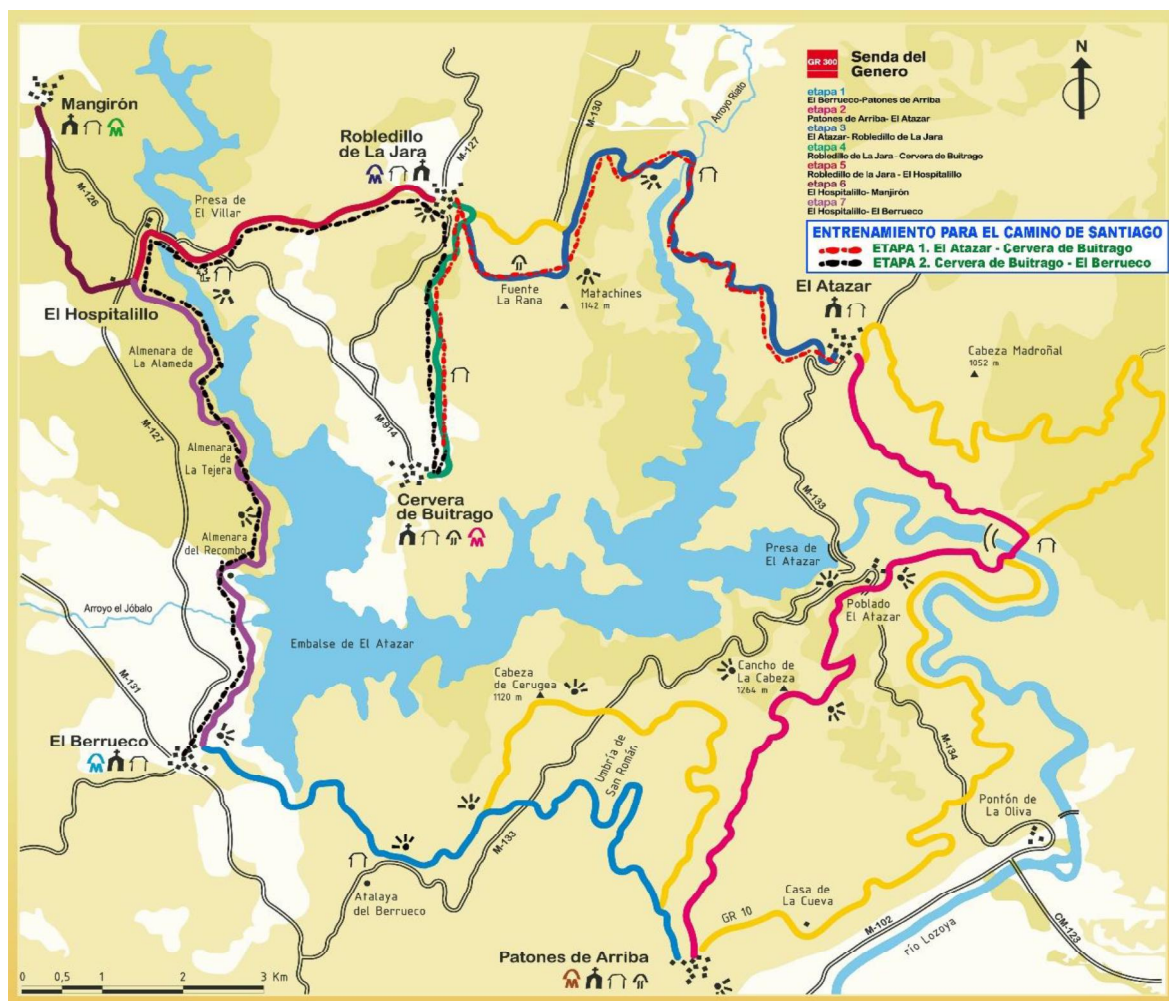 GR 300
Senda del
Genero
etapa 1
El Berrueco-Patones de Arriba
etapa 2
Patones de Arriba- El Atazar
etapa 3
El Atazar- Robledillo de La Jara
etapa 4
Robledillo de La Jara - Cervera de Buitrago
etapa 5
Robledillo de la Jara - El Hospitalillo
etapa 6
El Hospitalillo- Manjirón
etapa 7
El Hospitalillo- El Berrueco
N
ENTRENAMIENTO PARA EL CAMINO DE SANTIAGO
ETAPA 1. El Atazar - Cervera de Buitrago
ETAPA 2. Cervera de Buitrago - El Berrueco
Mangirón
M-126
Presa de
El Villar
Robledillo
de La Jara
M-127
M-130
Arroyo Riato
El Hospitalillo
Fuente
La Rana
Matachines
1142 m
El Atazar
Cabeza Madroñal
1052 m
Almenara de
La Alameda
M-127
M-914
Almenara
de
La Tejera
Cervera
de Buitrago
Almenara
del Recombo
M-133
Presa de
El Atazar
Poblado
El Atazar
Arroyo el Jóbalo
Embalse de El Atazar
M-131
Cabeza
de Cerugea
1120 m
Cancho de
La Cabeza
1264 m
El Berrueco
Umbría de
San Román
M-134
Pontón de
La Oliva
M-133
Atalaya
del Berrueco
Casa de
La Cueva
GR 10
M-102
río Lozoya
CM-123
Patones de Arriba
0 0,5 1 2 3 Km